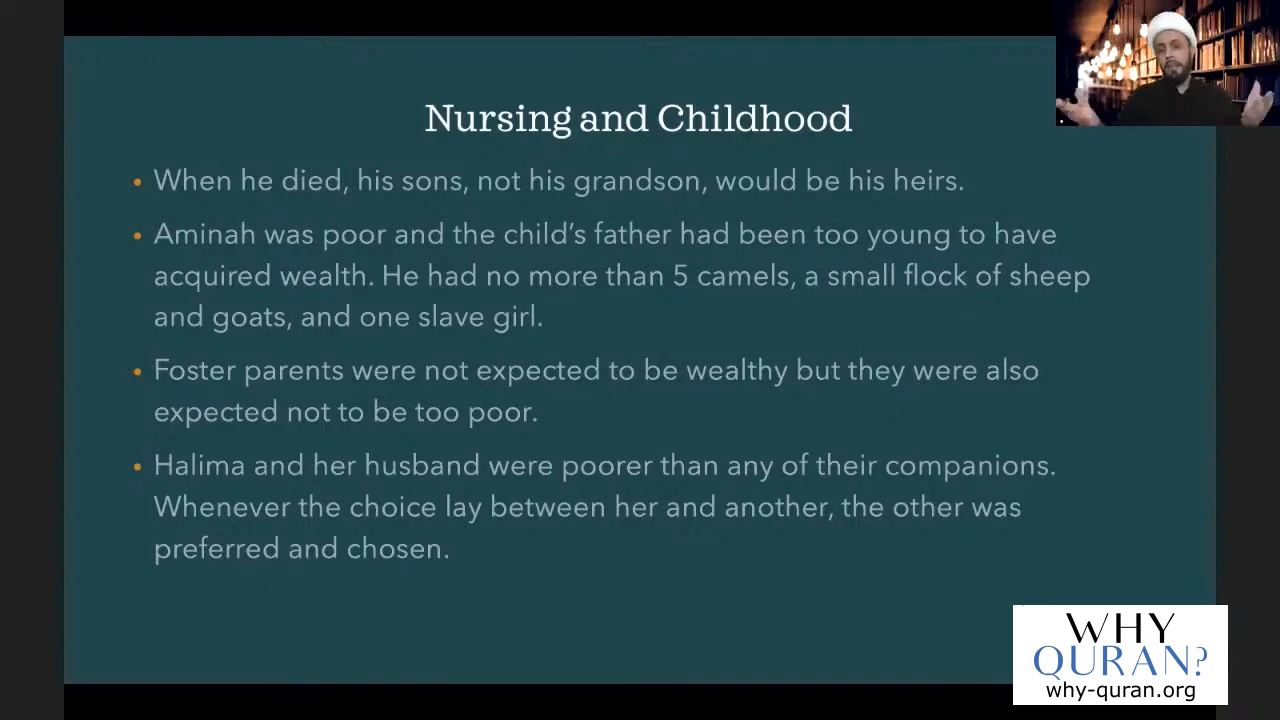 Nursing and Childhood
• When he died, his sons, not his grandson, would be his heirs.
• Aminah was poor and the child’s father had been too young to have
acquired wealth. He had no more than 5 camels, a small flock of sheep
and goats, and one slave girl.
• Foster parents were not expected to be wealthy but they were also
expected not to be too poor.
• Halima and her husband were poorer than any of their companions.
Whenever the choice lay between her and another, the other was
preferred and chosen.
WHY
QURAN?
why-quran.org